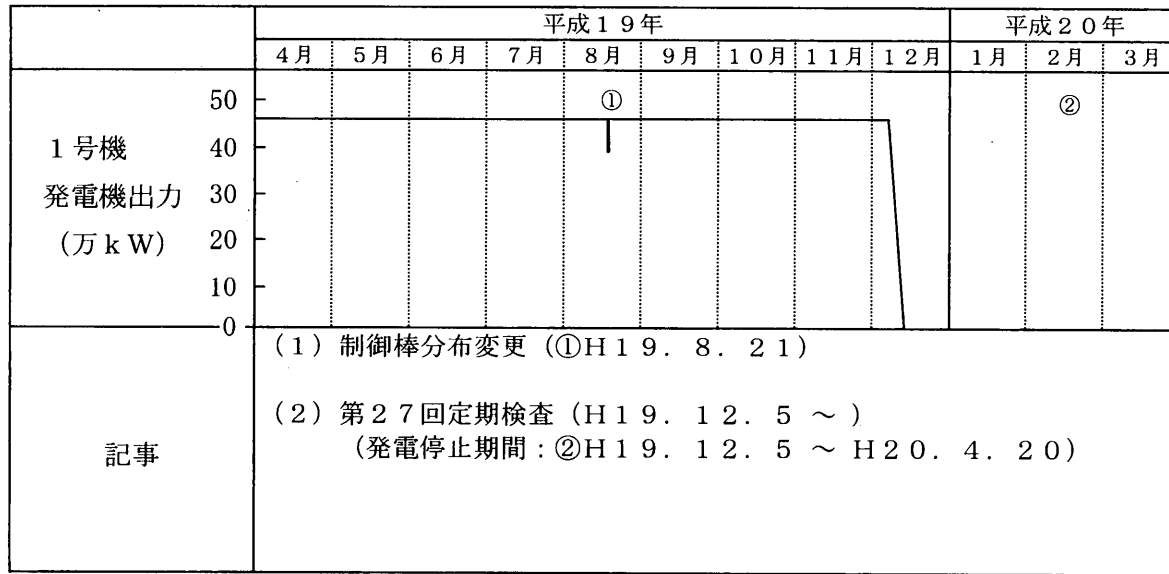 平成１９年 平成２０年
４月 ５月 ６月 ７月 ８月 ９月 １０月 １１月 １２月 １月 ２月 ３月
50 ① ②
１号機
40
発電機出力
30
（万ｋＷ）
20
10
0
記事
（１）制御棒分布変更（①Ｈ１９．８．２１）
（２）第２７回定期検査（Ｈ１９．１２．５ ～ ）
（発電停止期間：②Ｈ１９．１２．５ ～ Ｈ２０．４．２０）